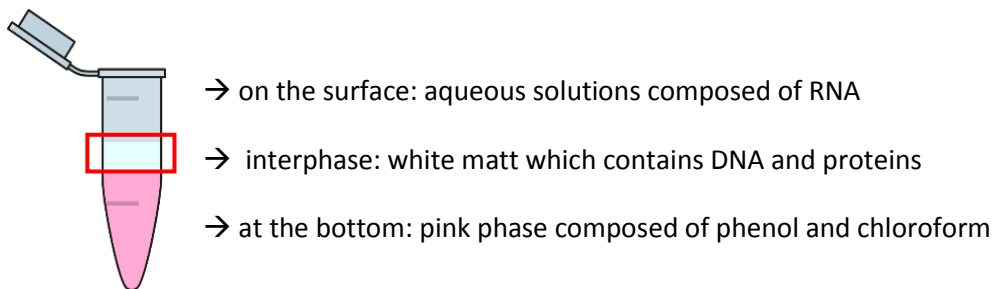 → on the surface: aqueous solutions composed of RNA
→ interphase: white matt which contains DNA and proteins
→ at the bottom: pink phase composed of phenol and chloroform